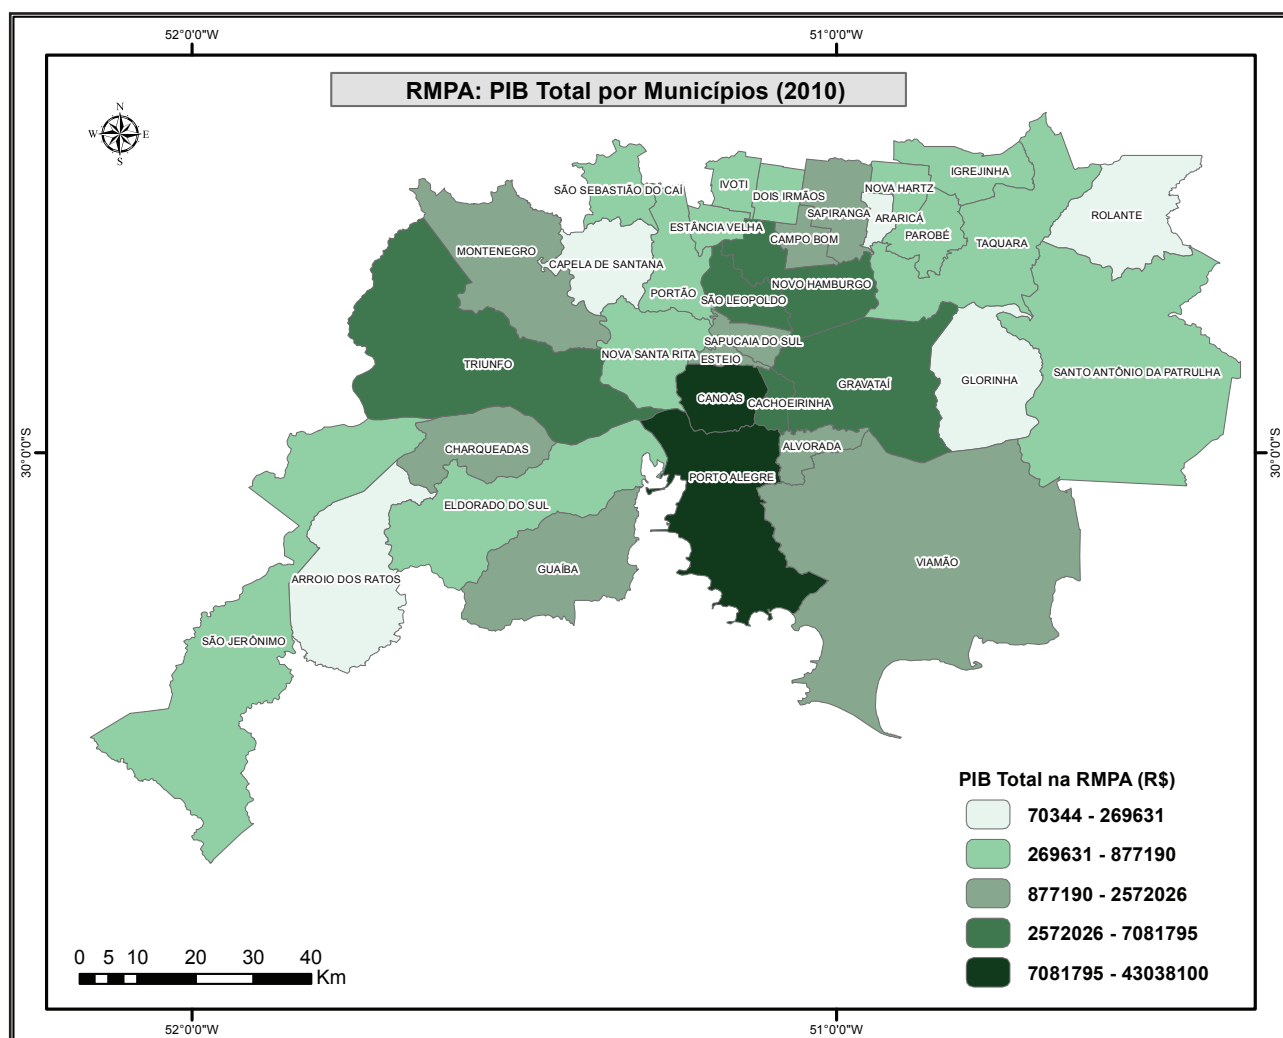 52°0'0"W
51°0'0"W
RMPA: PIB Total por Municípios (2010)
N
W
E
S
IGREJINHA
SÃO SEBASTIÃO DO CAÍ
IVOTI
DOIS IRMÃOS
NOVA HARTZ
ROLANTE
SAPIRANGA
ARARICÁ
ESTÂNCIA VELHA
PAROBÉ
CAMPO BOM
TAQUARA
MONTENEGRO
CAPELA DE SANTANA
NOVO HAMBURGO
PORTÃO
SÃO LEOPOLDO
SAPUCAIA DO SUL
NOVA SANTA RITA
ESTEIO
TRIUNFO
SANTO ANTÔNIO DA PATRULHA
GLORINHA
GRAVATAÍ
CANOAS
CACHOEIRINHA
ALVORADA
CHARQUEADAS
30°0'0"S
30°0'0"S
PORTO ALEGRE
ELDORADO DO SUL
VIAMÃO
GUAÍBA
ARROIO DOS RATOS
SÃO JERÔNIMO
PIB Total na RMPA (R$)
70344 - 269631
269631 - 877190
877190 - 2572026
2572026 - 7081795
7081795 - 43038100
0 5 10 20 30 40
Km
52°0'0"W
51°0'0"W